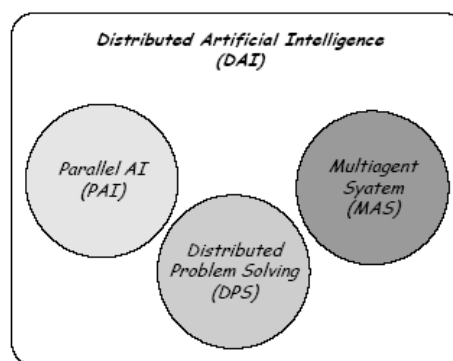 Distributed Artificial Intelligence
(DAI)
Parallel AI
(PAI)
Multiagent
Syatem
(MAS)
Distributed
Problem Solving
(DPS)